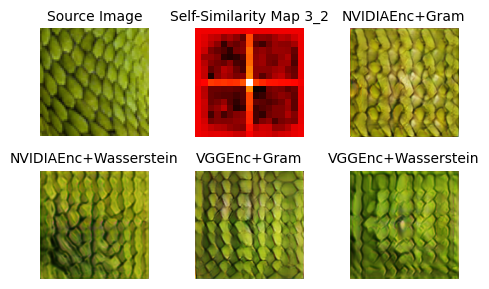 Source Image
Self-Similarity Map 3_2
NVIDIAEnc+Gram
NVIDIAEnc+Wasserstein
VGGEnc+Gram
VGGEnc+Wasserstein